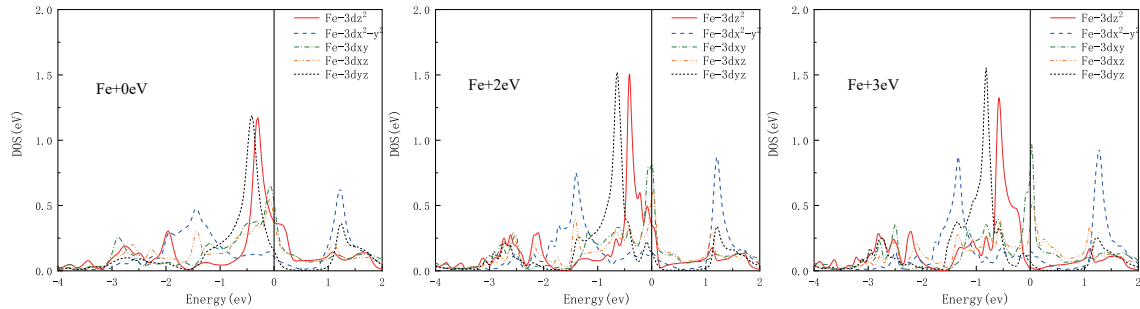 2.0
1.5
1.0
0.5
0.0
DOS(eV)
Fe+0eV
Fe-3dz²
Fe-3dx²-y²
Fe-3dxy
Fe-3dxz
Fe-3dyz
-4 -3 -2 -1 0 1 2
Energy(ev)
2.0
1.5
1.0
0.5
0.0
DOS(eV)
Fe+2eV
Fe-3dz²
Fe-3dx²-y²
Fe-3dxy
Fe-3dxz
Fe-3dyz
-4 -3 -2 -1 0 1 2
Energy(ev)
2.0
1.5
1.0
0.5
0.0
DOS(eV)
Fe+3eV
Fe-3dz²
Fe-3dx²-y²
Fe-3dxy
Fe-3dxz
Fe-3dyz
-4 -3 -2 -1 0 1 2
Energy(ev)